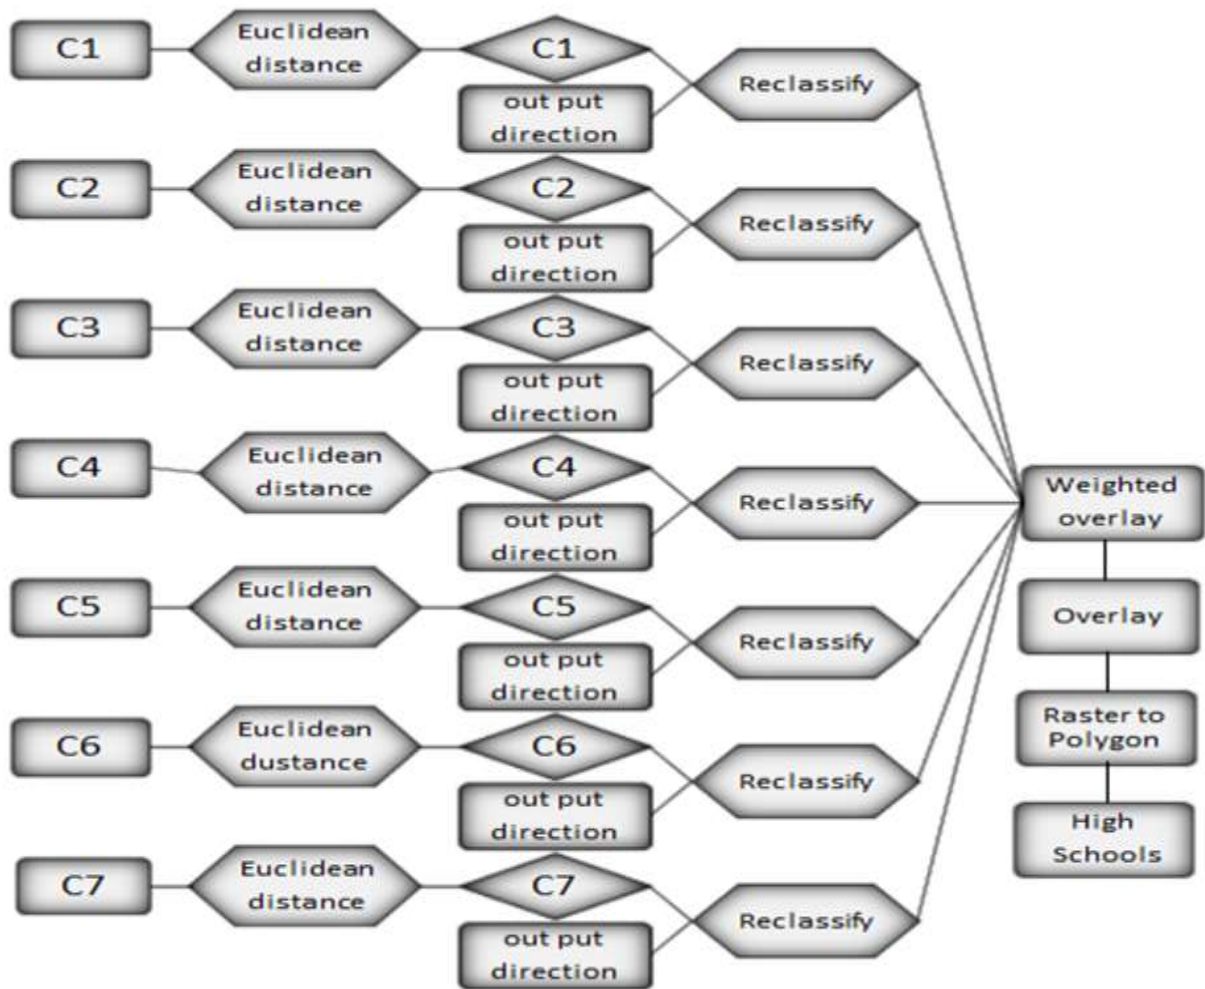 C1
Euclidean
distance
C1
out put
direction
Reclassify
C2
Euclidean
distance
C2
out put
direction
Reclassify
C3
Euclidean
distance
C3
out put
direction
Reclassify
C4
Euclidean
distance
C4
out put
direction
Reclassify
C5
Euclidean
distance
C5
out put
direction
Reclassify
C6
Euclidean
dustance
C6
out put
direction
Reclassify
C7
Euclidean
distance
C7
out put
direction
Reclassify
Weighted
overlay
Overlay
Raster to
Polygon
High
Schools